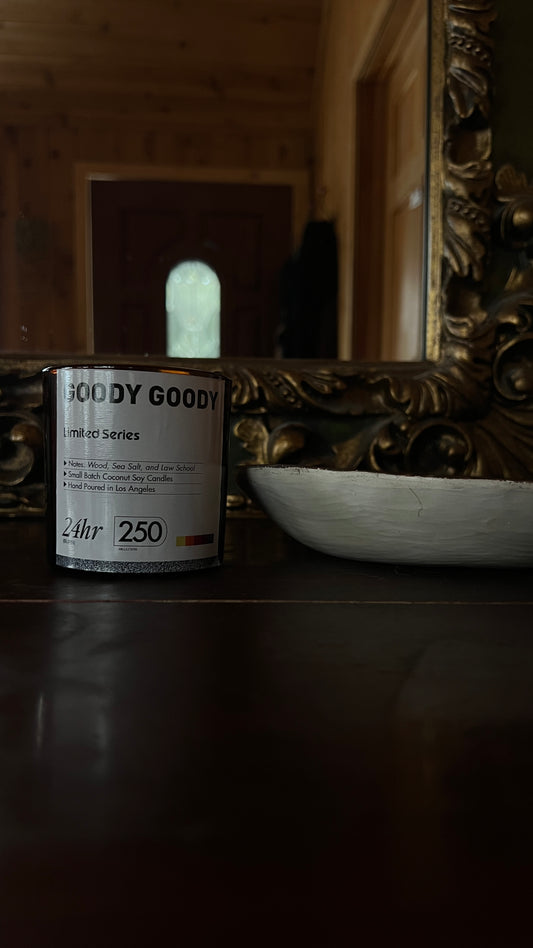 GOODY GOODY
Limited Series
Notes: Wood, Sea Salt, and Law School
Small Batch Coconut Soy Candles
Hand Poured in Los Angeles
24hr 250